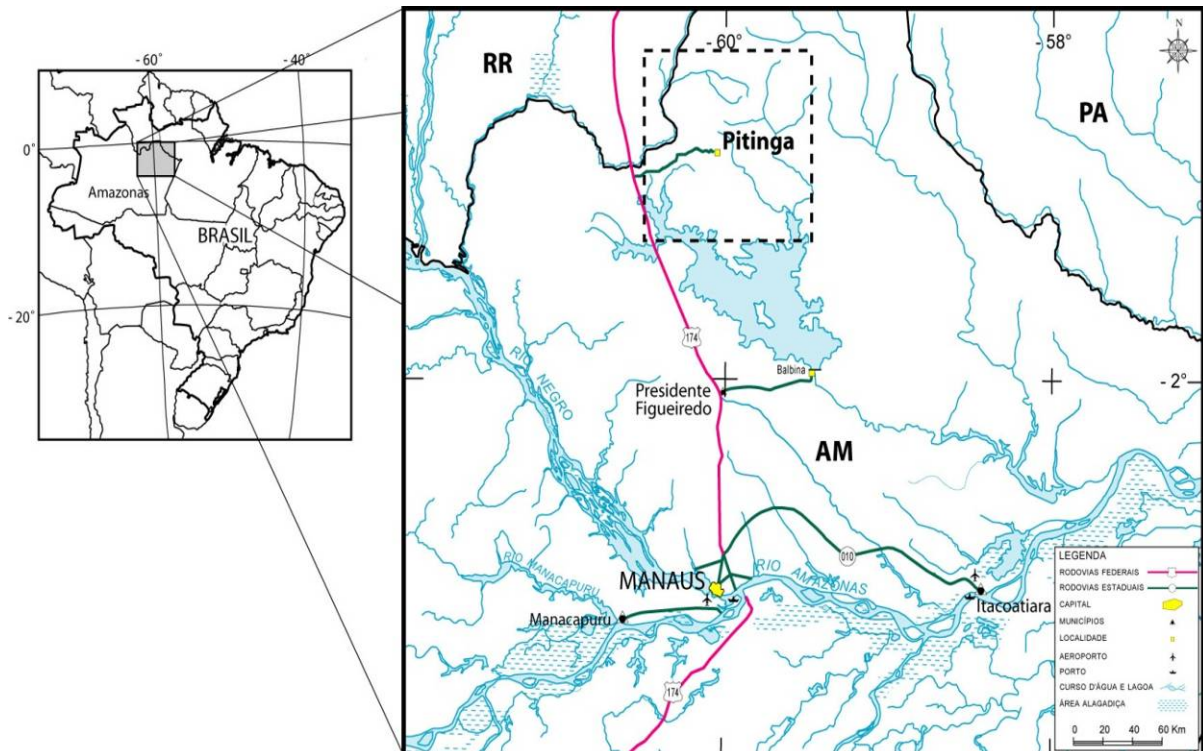 - 60°
- 40°
0°
Amazonas
BRASIL
- 20°
- 60°
- 58°
N
RR
PA
Pitinga
174
Balbina
- 2°
Presidente
Figueiredo
RIO NEGRO
AM
010
MANAUS
RIO AMAZONAS
RIO MANACAPURU
Manacapuru
Itacoatiara
174
LEGENDA
RODOVIAS FEDERAIS
RODOVIAS ESTADUAIS
CAPITAL
MUNICÍPIOS
LOCALIDADE
AEROPORTO
PORTO
CURSO D'ÁGUA E LAGOA
ÁREA ALAGADIÇA
0 20 40 60 Km